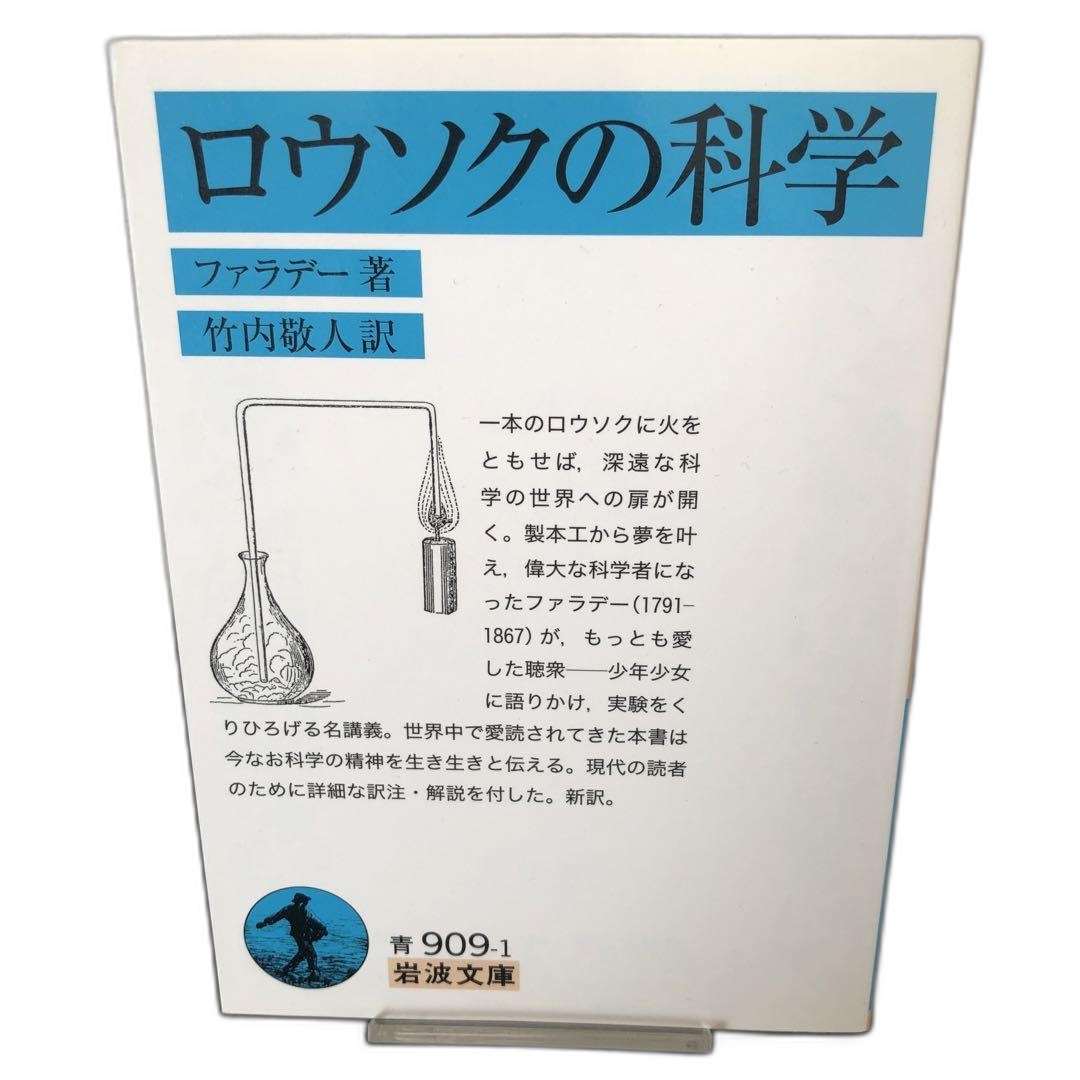 ロウソクの科学
ファラデー 著
竹内敬人訳
一本のロウソクに火を
ともせば，深遠な科
学の世界への扉が開
く。製本工から夢を叶
え，偉大な科学者にな
ったファラデー(1791–
1867)が，もっとも愛
した聴衆――少年少女
に語りかけ，実験をく
りひろげる名講義。世界中で愛読されてきた本書は
今なお科学の精神を生き生きと伝える。現代の読者
のために詳細な訳注・解説を付した。新訳。
青 909-1
岩波文庫